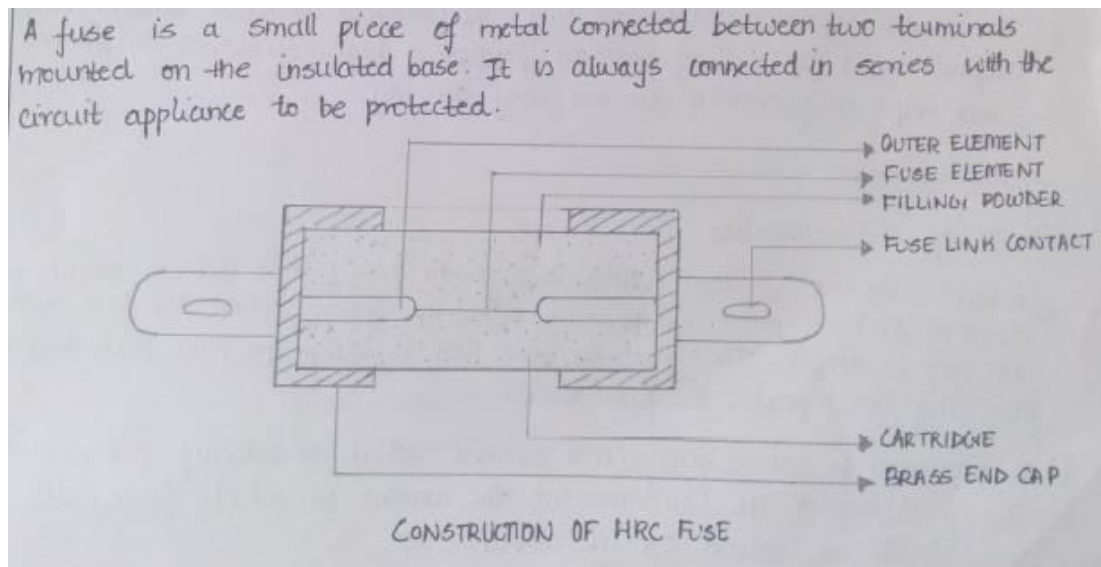 A fuse is a small piece of metal connected between two terminals
mounted on the insulated base. It is always connected in series with the
circuit appliance to be protected.
OUTER ELEMENT
FUSE ELEMENT
FILLING POWDER
FUSE LINK CONTACT
CARTRIDGE
BRASS END CAP
CONSTRUCTION OF HRC FUSE